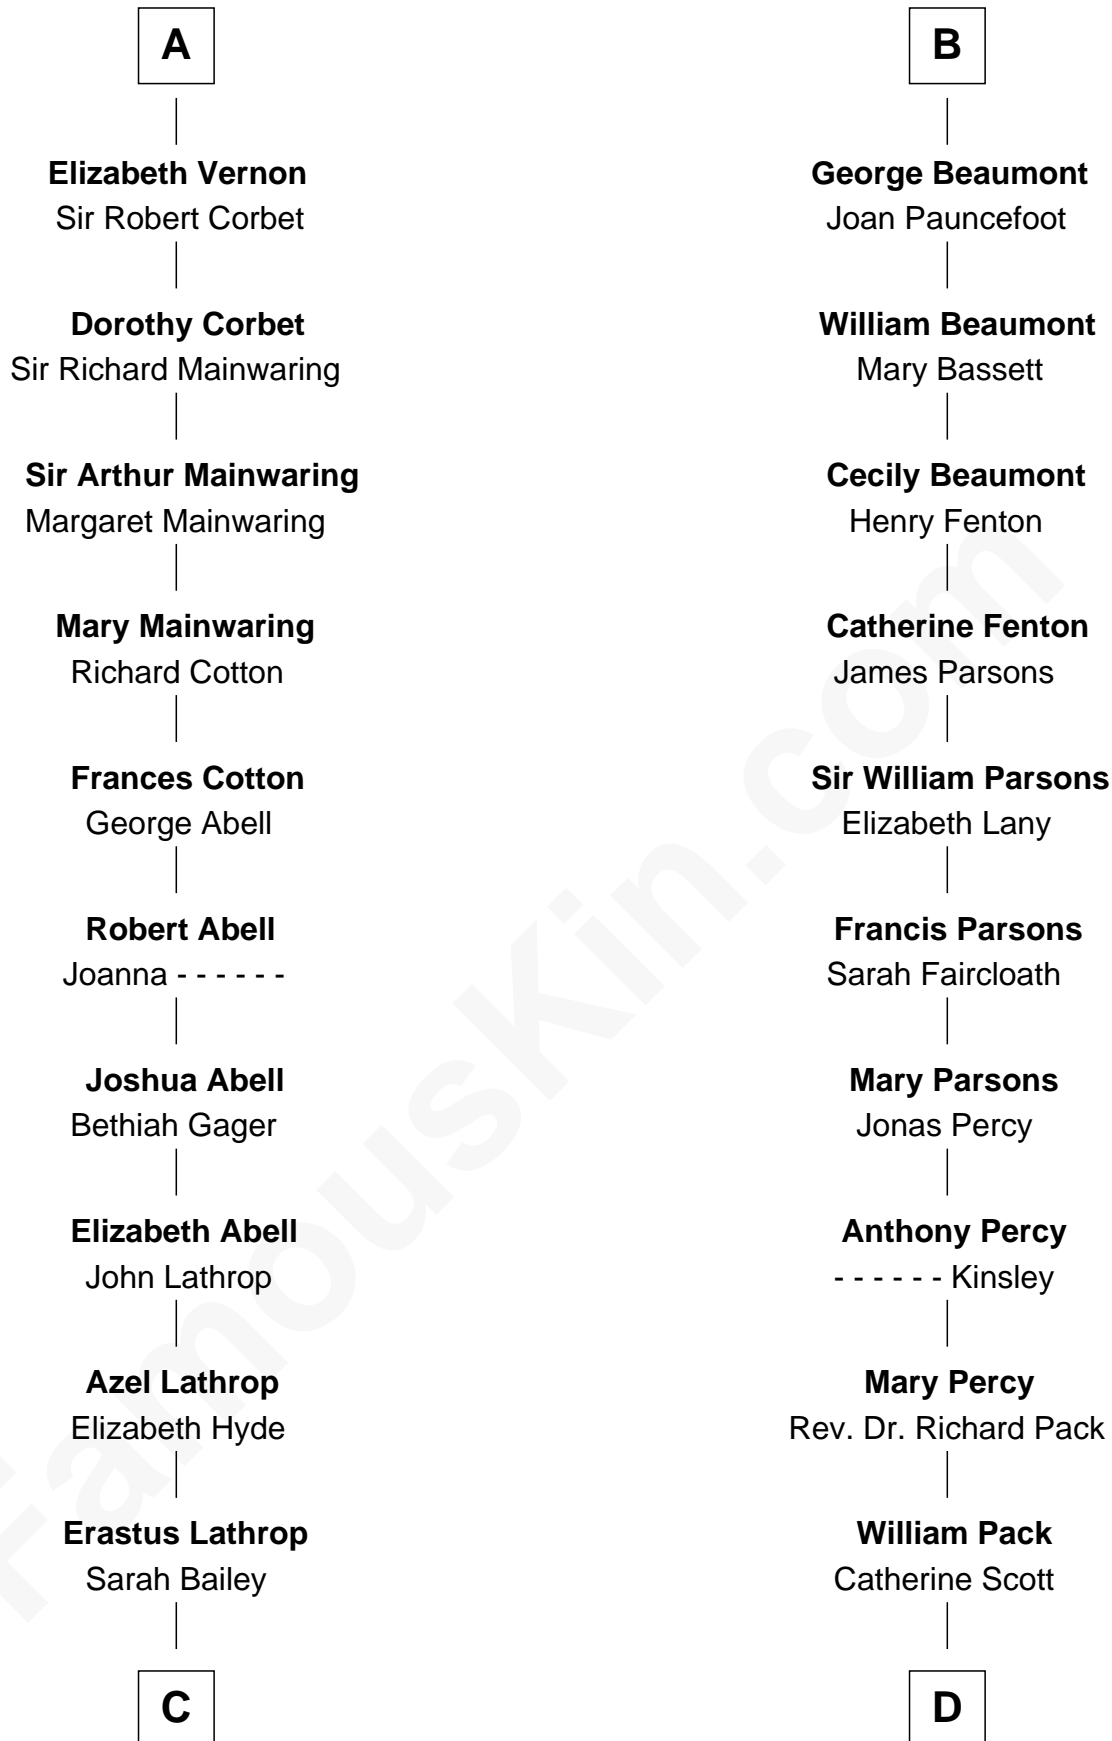 A
Elizabeth Vernon
Sir Robert Corbet
Dorothy Corbet
Sir Richard Mainwaring
Sir Arthur Mainwaring
Margaret Mainwaring
Mary Mainwaring
Richard Cotton
Frances Cotton
George Abell
Robert Abell
Joanna - - - - - -
Joshua Abell
Bethiah Gager
Elizabeth Abell
John Lathrop
Azel Lathrop
Elizabeth Hyde
Erastus Lathrop
Sarah Bailey
C
B
George Beaumont
Joan Pauncefoot
William Beaumont
Mary Bassett
Cecily Beaumont
Henry Fenton
Catherine Fenton
James Parsons
Sir William Parsons
Elizabeth Lany
Francis Parsons
Sarah Faircloath
Mary Parsons
Jonas Percy
Anthony Percy
- - - - - - Kinsley
Mary Percy
Rev. Dr. Richard Pack
William Pack
Catherine Scott
D
FamousKin.com